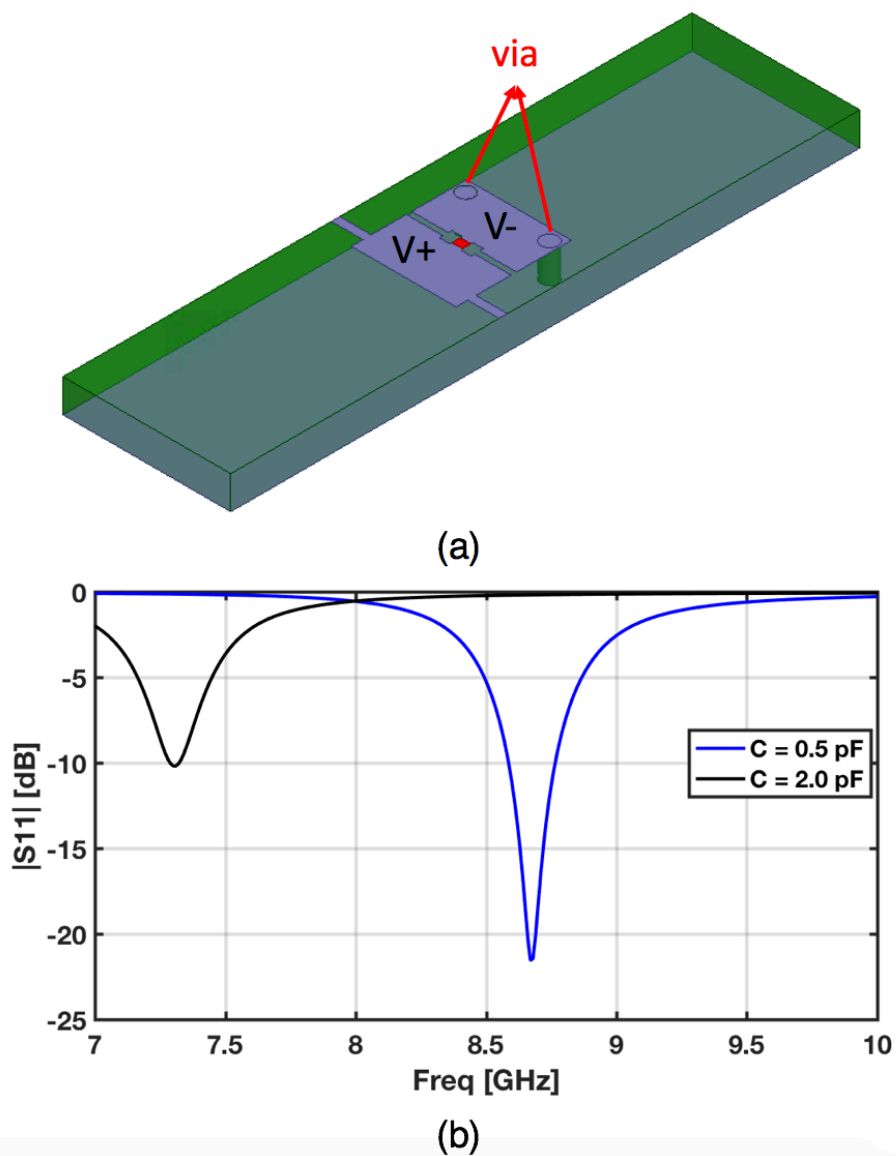 via
V+
V-
(a)
0
-5
-10
-15
-20
-25
|S11| [dB]
C = 0.5 pF
C = 2.0 pF
7
7.5
8
8.5
9
9.5
10
Freq [GHz]
(b)